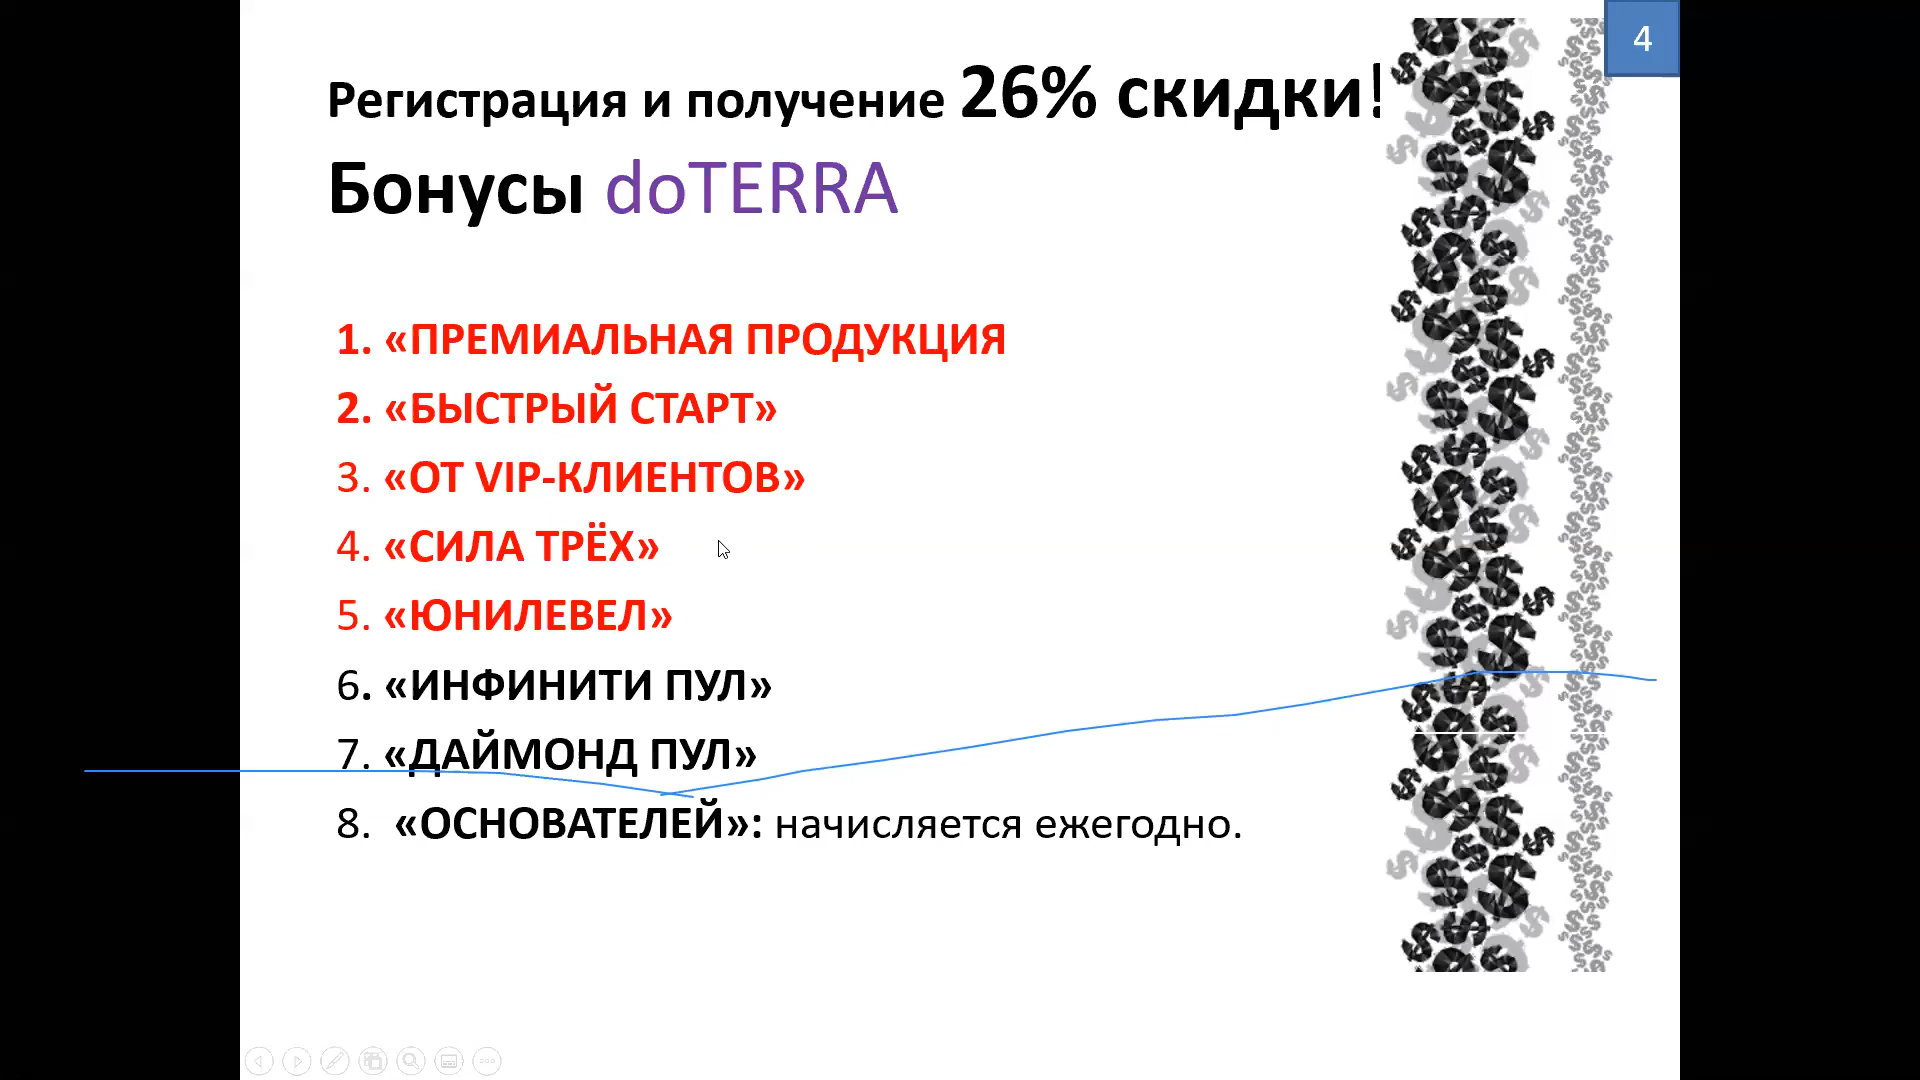 4
Регистрация и получение 26% скидки!
Бонусы doTERRA
1. «ПРЕМИАЛЬНАЯ ПРОДУКЦИЯ
2. «БЫСТРЫЙ СТАРТ»
3. «ОТ VIP-КЛИЕНТОВ»
4. «СИЛА ТРЁХ»
5. «ЮНИЛЕВЕЛ»
6. «ИНФИНИТИ ПУЛ»
7. «ДАЙМОНД ПУЛ»
8. «ОСНОВАТЕЛЕЙ»: начисляется ежегодно.